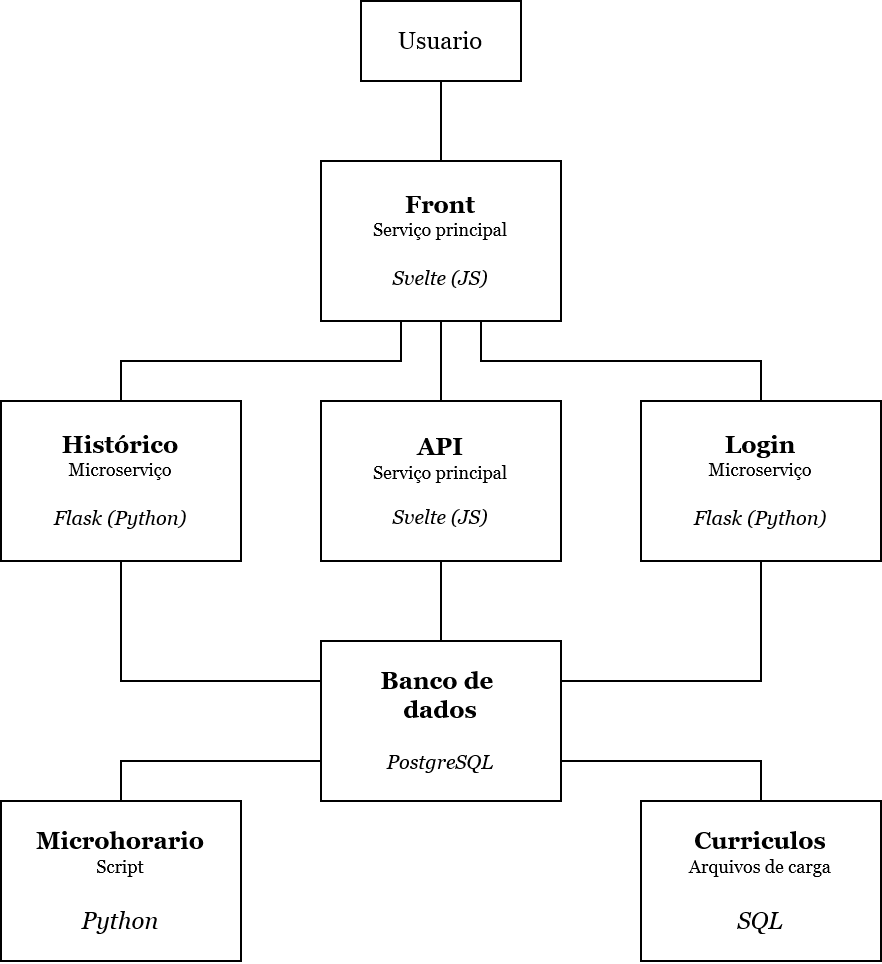 Usuario
Front
Serviço principal
Svelte (JS)
Histórico
Microserviço
Flask (Python)
API
Serviço principal
Svelte (JS)
Login
Microserviço
Flask (Python)
Banco de
dados
PostgreSQL
Microhorario
Script
Python
Curriculos
Arquivos de carga
SQL